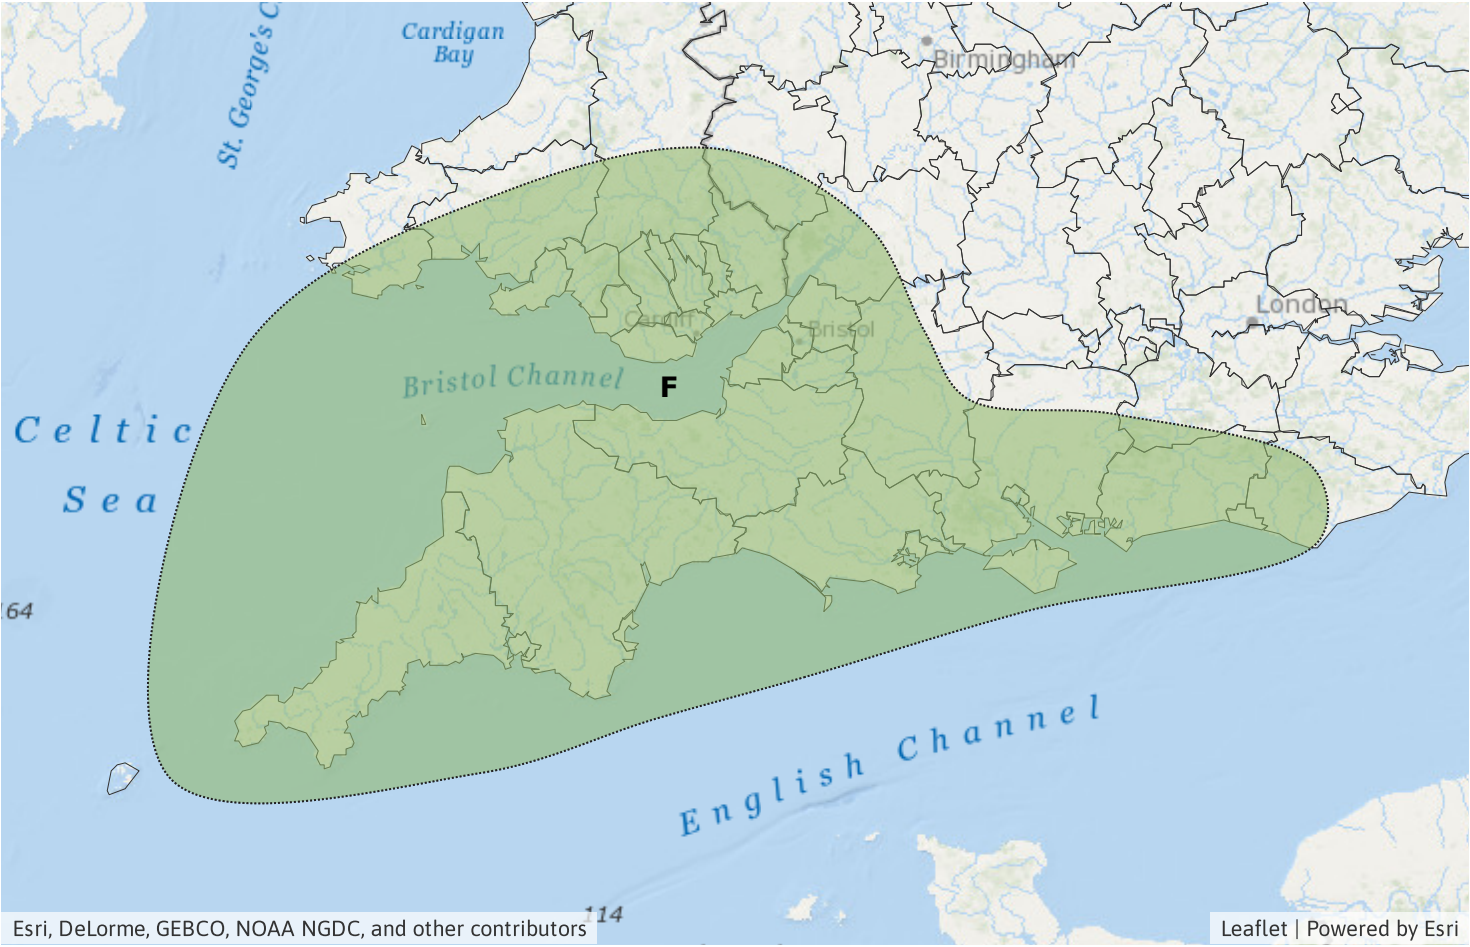 St. George's C
Cardigan
Bay
Birmingham
London
Cardiff
Bristol
Bristol Channel
F
Celtic
Sea
164
English Channel
114
Esri, DeLorme, GEBCO, NOAA NGDC, and other contributors
Leaflet | Powered by Esri